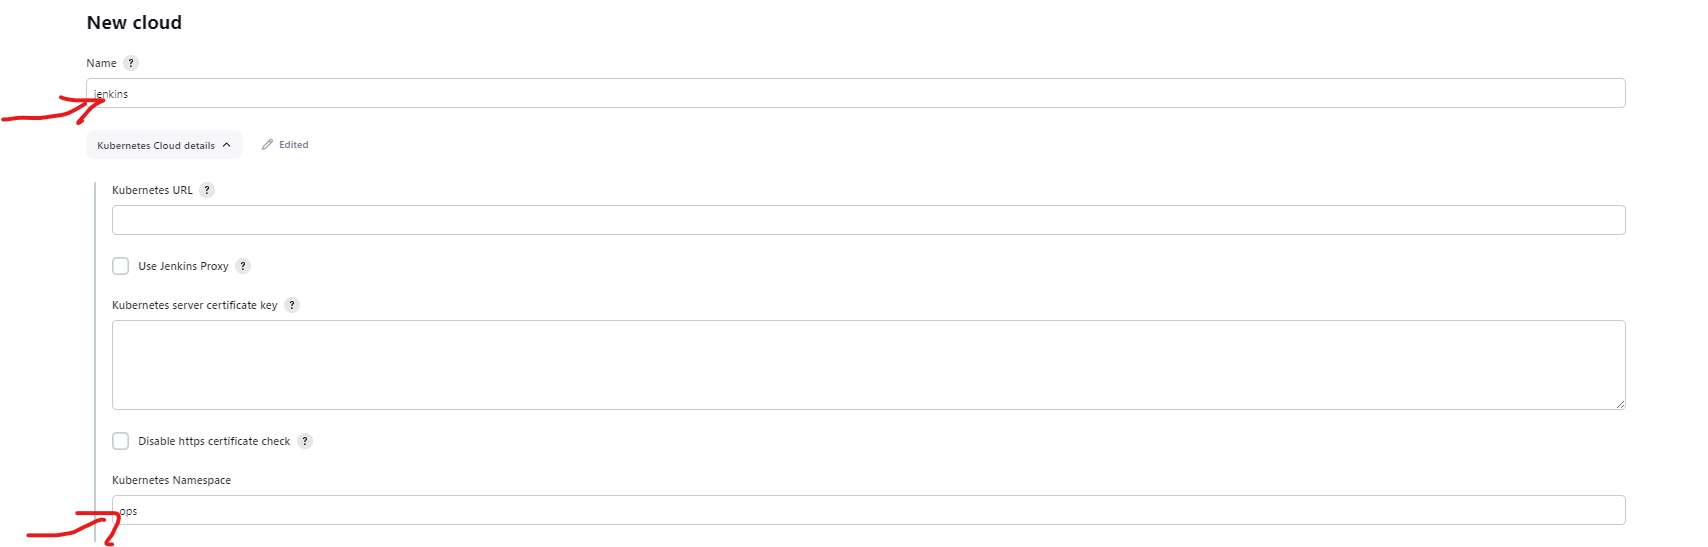 New cloud
Name ?
jenkins
Kubernetes Cloud details Edited
Kubernetes URL ?
Use Jenkins Proxy ?
Kubernetes server certificate key ?
Disable https certificate check ?
Kubernetes Namespace
ops